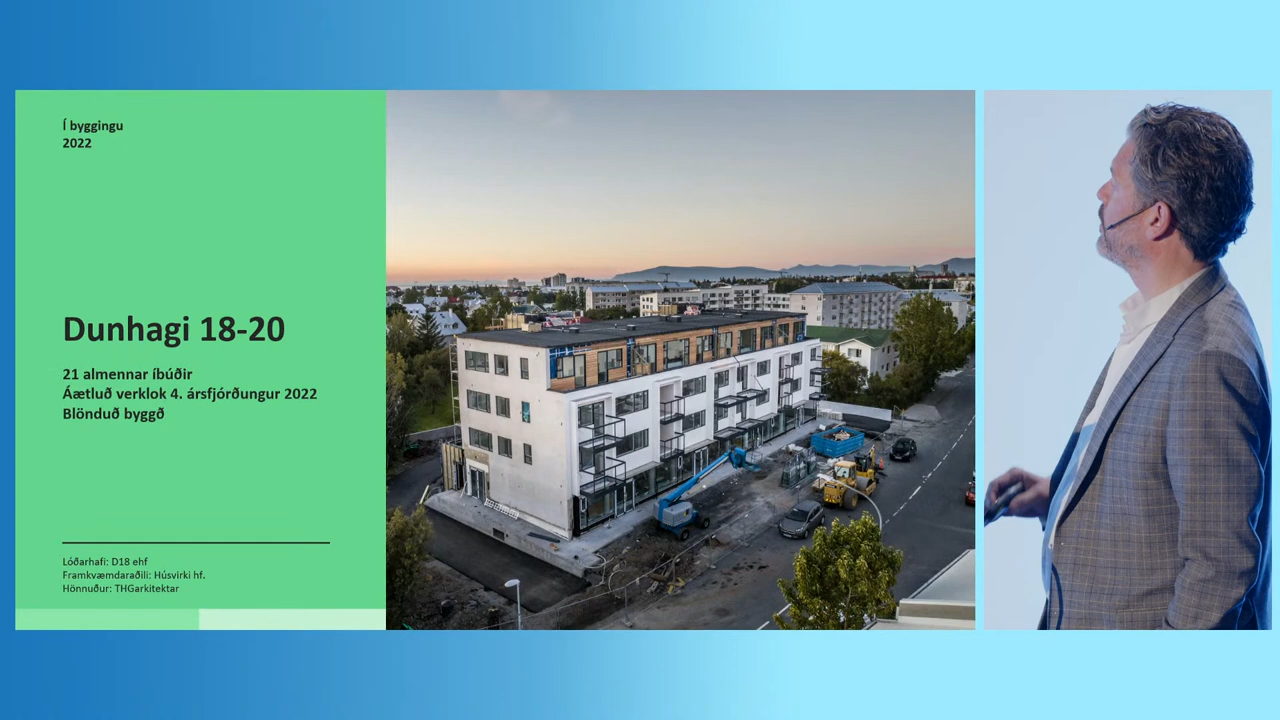 Í byggingu
2022
Dunhagi 18-20
21 almennar íbúðir
Áætluð verklok 4. ársfjórðungur 2022
Blönduð byggð
Lóðarhafi: D18 ehf
Framkvæmdaraðili: Húsvirki hf.
Hönnuður: THGarkitektar